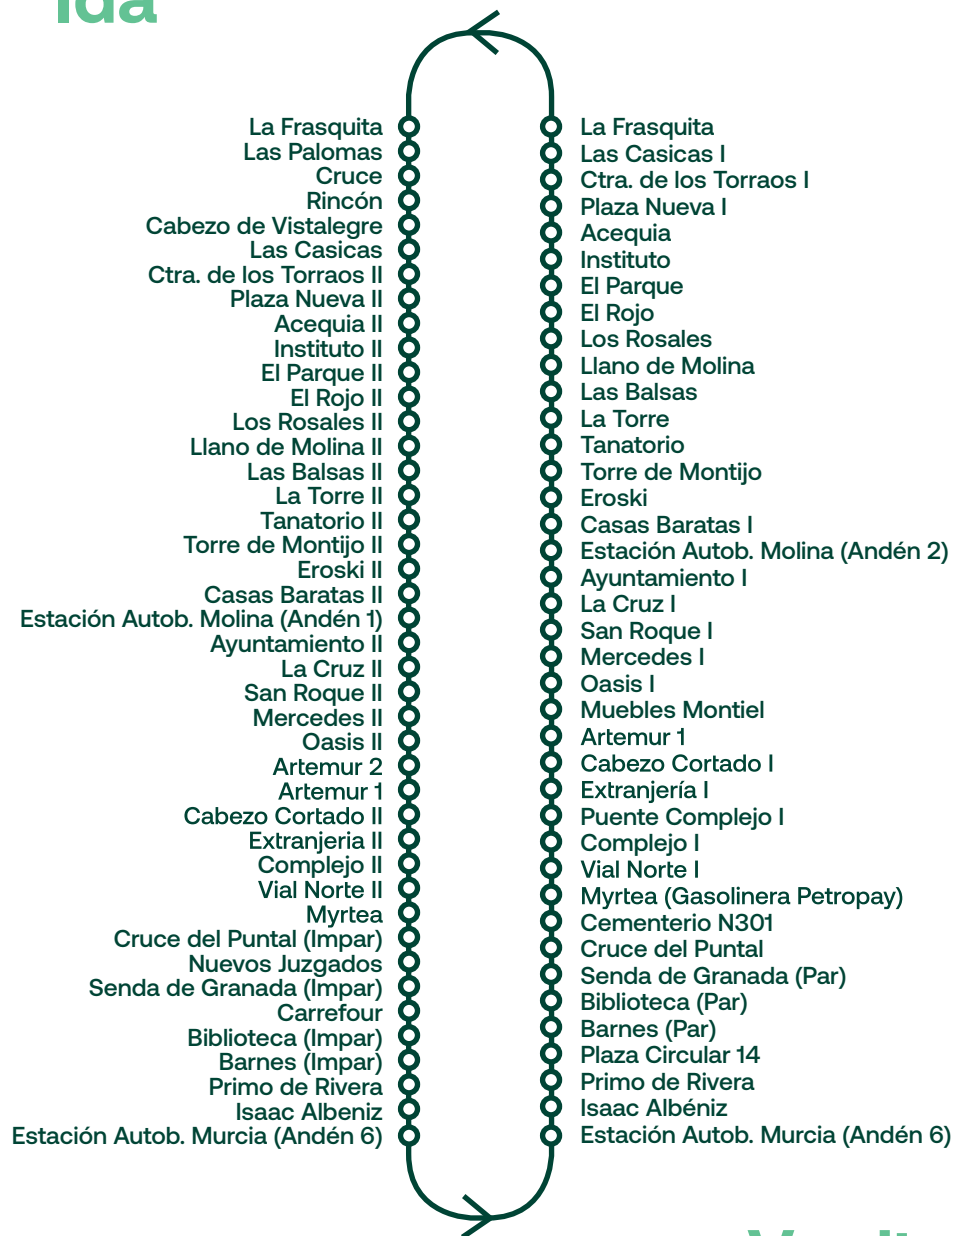 Ida
La Frasquita
Las Palomas
Cruce
Rincón
Cabezo de Vistalegre
Las Casicas
Ctra. de los Torraos II
Plaza Nueva II
Acequia II
Instituto II
El Parque II
El Rojo II
Los Rosales II
Llano de Molina II
Las Balsas II
La Torre II
Tanatorio II
Torre de Montijo II
Eroski II
Casas Baratas II
Estación Autob. Molina (Andén 1)
Ayuntamiento II
La Cruz II
San Roque II
Mercedes II
Oasis II
Artemur 2
Artemur 1
Cabezo Cortado II
Extranjeria II
Complejo II
Vial Norte II
Myrtea
Cruce del Puntal (Impar)
Nuevos Juzgados
Senda de Granada (Impar)
Carrefour
Biblioteca (Impar)
Barnes (Impar)
Primo de Rivera
Isaac Albeniz
Estación Autob. Murcia (Andén 6)
La Frasquita
Las Casicas I
Ctra. de los Torraos I
Plaza Nueva I
Acequia
Instituto
El Parque
El Rojo
Los Rosales
Llano de Molina
Las Balsas
La Torre
Tanatorio
Torre de Montijo
Eroski
Casas Baratas I
Estación Autob. Molina (Andén 2)
Ayuntamiento I
La Cruz I
San Roque I
Mercedes I
Oasis I
Muebles Montiel
Artemur 1
Cabezo Cortado I
Extranjería I
Puente Complejo I
Complejo I
Vial Norte I
Myrtea (Gasolinera Petropay)
Cementerio N301
Cruce del Puntal
Senda de Granada (Par)
Biblioteca (Par)
Barnes (Par)
Plaza Circular 14
Primo de Rivera
Isaac Albéniz
Estación Autob. Murcia (Andén 6)